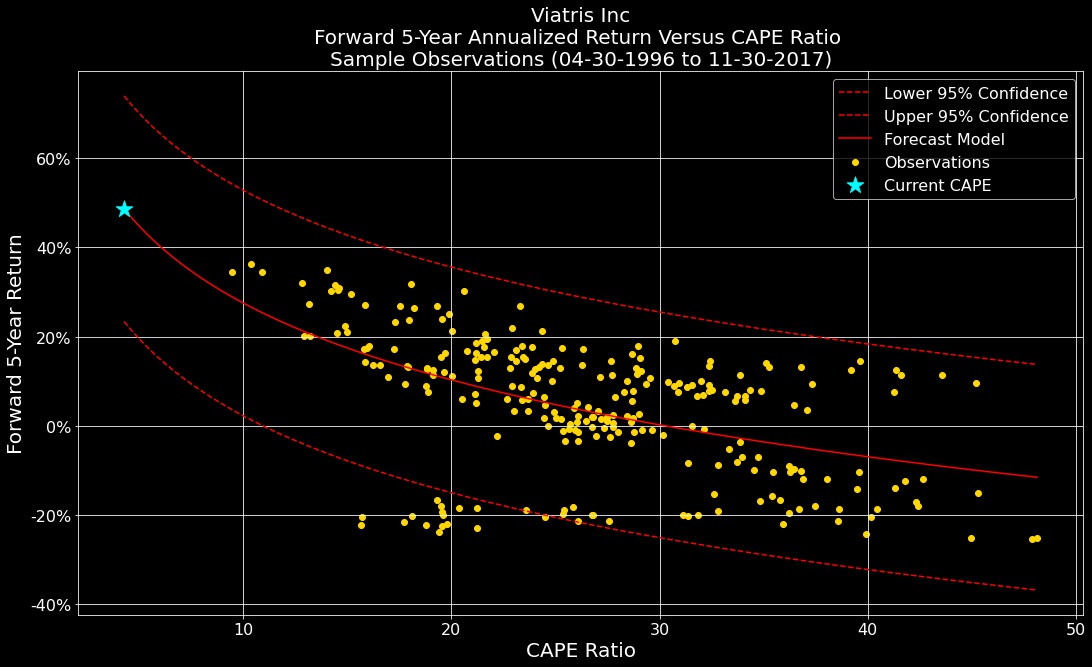 Viatris Inc
Forward 5-Year Annualized Return Versus CAPE Ratio
Sample Observations (04-30-1996 to 11-30-2017)
Lower 95% Confidence
Upper 95% Confidence
Forecast Model
Observations
Current CAPE
Forward 5-Year Return
60%
40%
20%
0%
-20%
-40%
10
20
30
40
50
CAPE Ratio